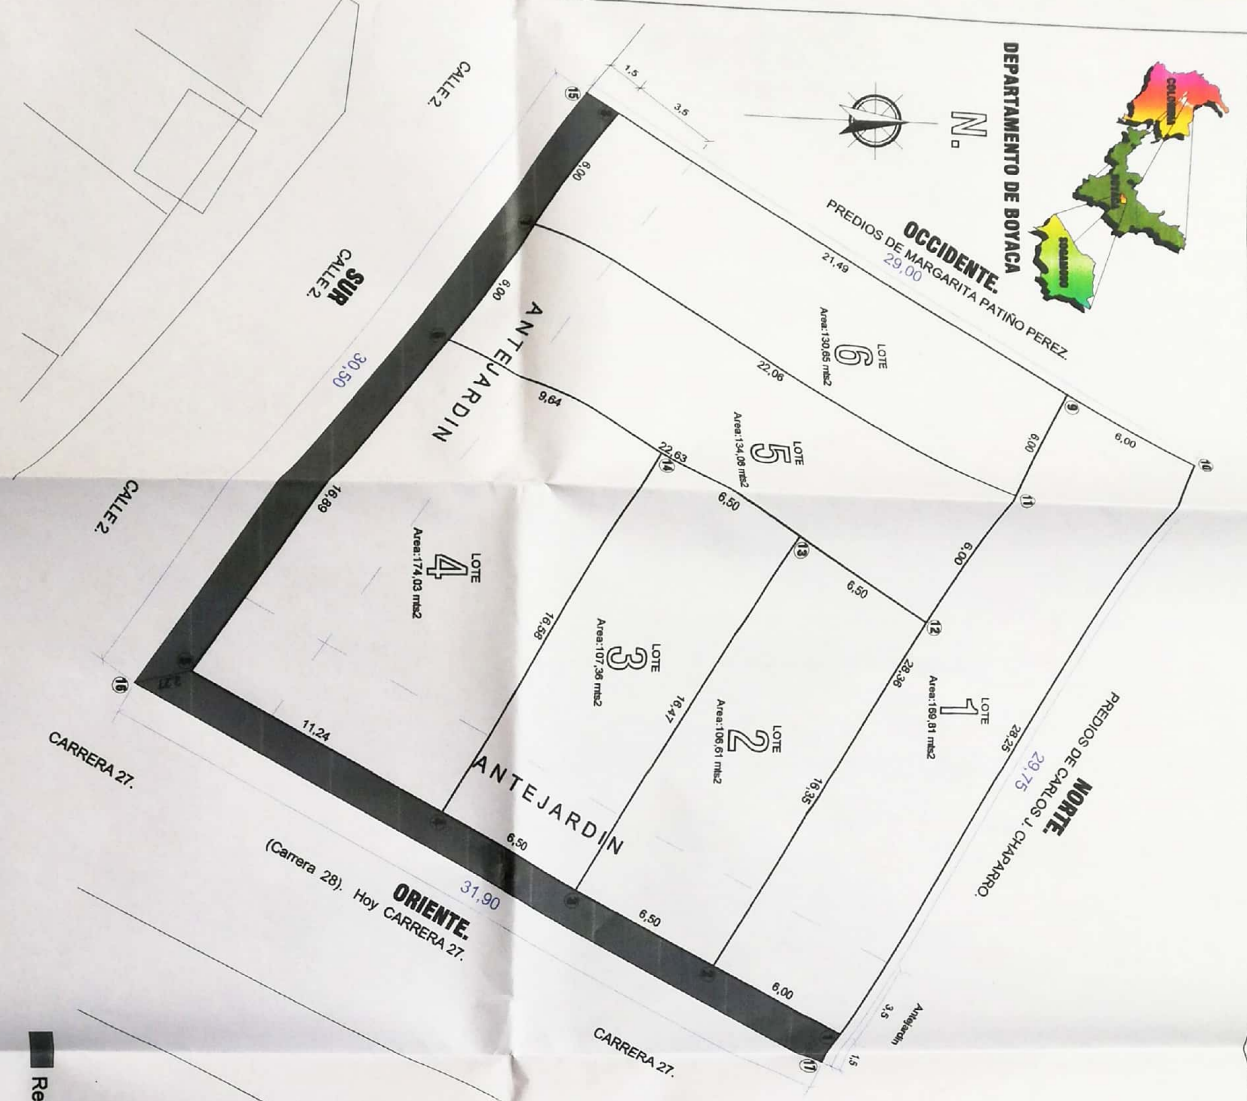 COLOMBIA
BOYACA
SOGAMOSO
DEPARTAMENTO DE BOYACA
N.
OCCIDENTE.
PREDIOS DE MARGARITA PATIÑO PEREZ.
29,00
21,49
6,00
1,5
3,5
15
9
10
LOTE
6
Area:130,65 mts2
6,00
22,06
6,00
11
LOTE
5
Area:134,08 mts2
6,00
9,64
22,63
14
6,50
13
6,50
12
6,00
ANTEJARDIN
LOTE
4
Area:174,03 mts2
16,89
11,24
16,58
LOTE
3
Area:107,36 mts2
6,50
16,47
LOTE
2
Area:106,61 mts2
6,50
16,35
28,36
LOTE
1
Area:169,81 mts2
6,00
28,25
ANTEJARDIN
NORTE.
PREDIOS DE CARLOS J. CHAPARRO.
29,75
Antejardin
3,5
1,5
17
16
SUR
CALLE 2.
30,50
CALLE 2.
CALLE 2.
CARRERA 27.
ORIENTE.
31,90
(Carrera 28). Hoy CARRERA 27.
CARRERA 27.
Re